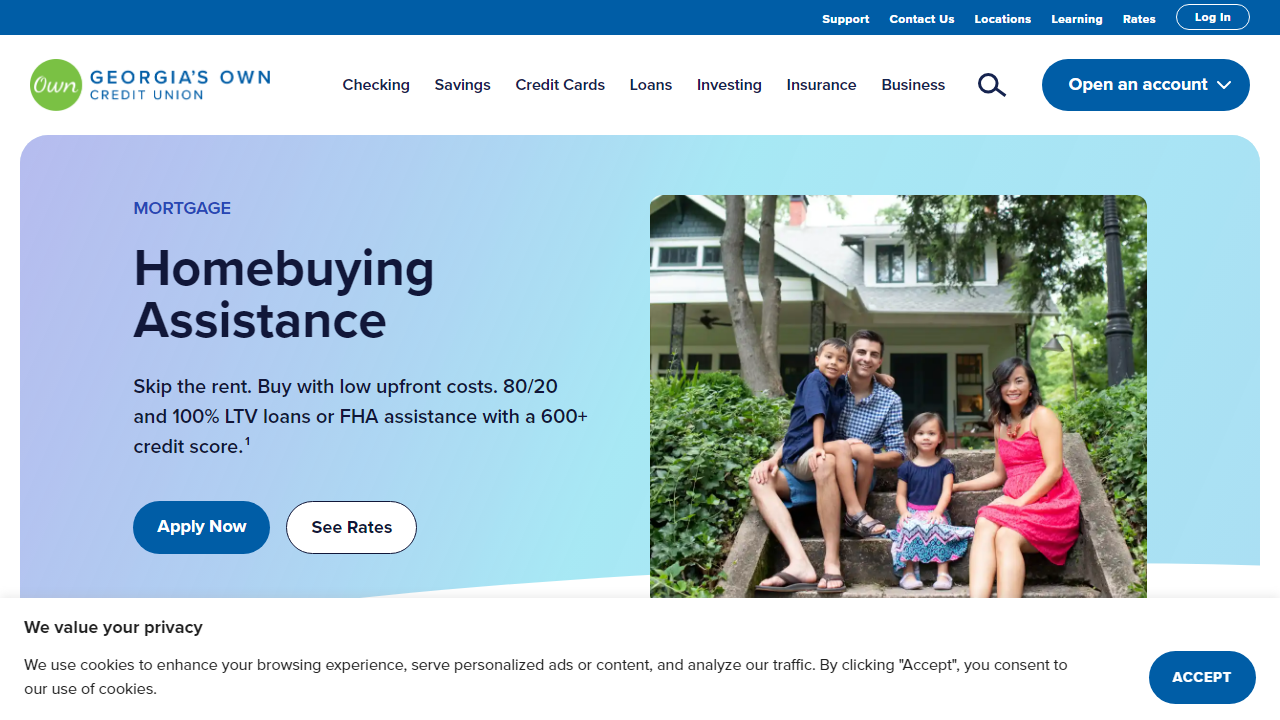 Support Contact Us Locations Learning Rates Log In
Own GEORGIA'S OWN
CREDIT UNION
Checking Savings Credit Cards Loans Investing Insurance Business
Open an account
MORTGAGE
Homebuying
Assistance
Skip the rent. Buy with low upfront costs. 80/20
and 100% LTV loans or FHA assistance with a 600+
credit score.¹
Apply Now
See Rates
We value your privacy
We use cookies to enhance your browsing experience, serve personalized ads or content, and analyze our traffic. By clicking "Accept", you consent to
our use of cookies.
ACCEPT